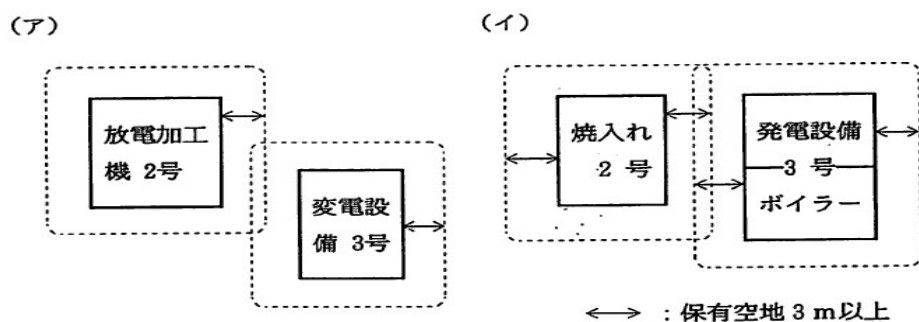 (ア)
放電加工
機 2号
変電設
備 3号
(イ)
焼入れ
2 号
発電設備
3 号
ボイラー
: 保有空地 3 m以上